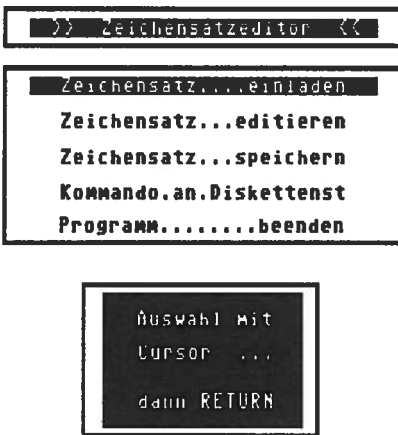 >> Zeichensatzeditor <<
Zeichensatz....einladen
Zeichensatz...editieren
Zeichensatz...speichern
Kommando.an.Diskettenst
Programm........beenden
Auswahl mit
Cursor ...
dann RETURN